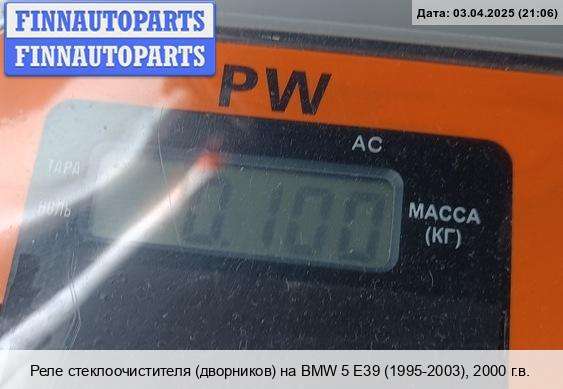 Дата: 03.04.2025 (21:06)
FINNAUTOPARTS
FINNAUTOPARTS
PW
AC
ТАРА
НОЛЬ
0.100
МАССА
(КГ)
Реле стеклоочистителя (дворников) на BMW 5 E39 (1995-2003), 2000 г.в.